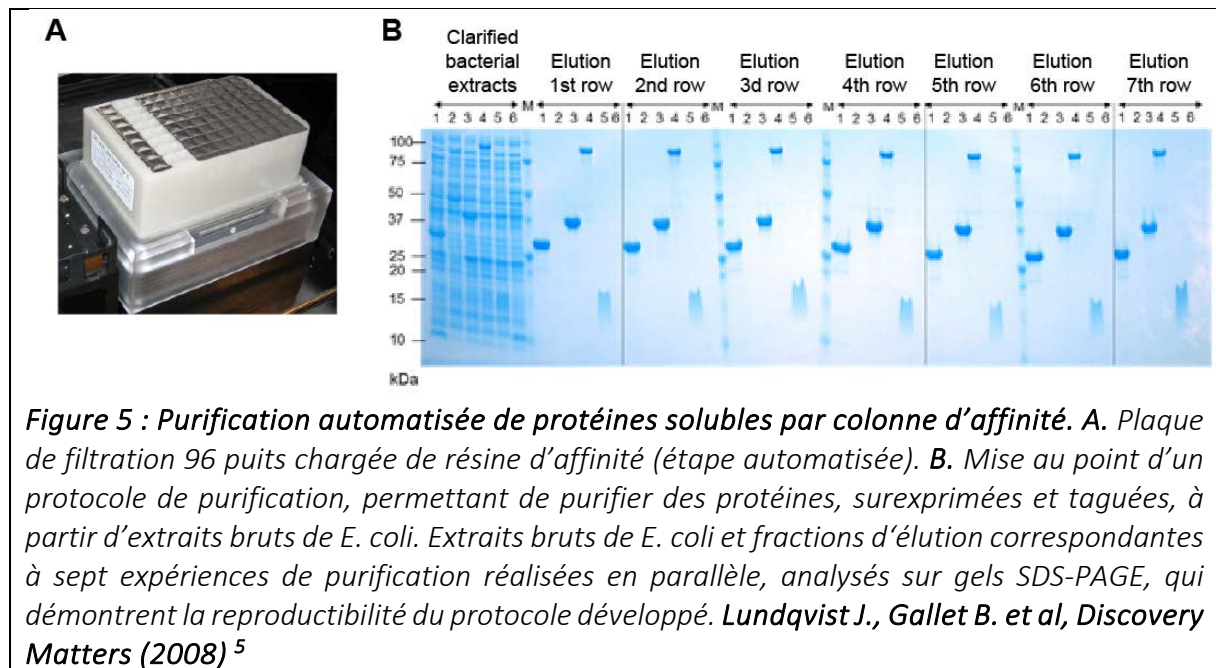 A
B
Clarified bacterial extracts
Elution 1st row
Elution 2nd row
Elution 3d row
Elution 4th row
Elution 5th row
Elution 6th row
Elution 7th row
1 2 3 4 5 6 M 1 2 3 4 5 6 1 2 3 4 5 6 M 1 2 3 4 5 6 M 1 2 3 4 5 6 1 2 3 4 5 6 M 1 2 3 4 5 6 1 2 3 4 5 6
100
75
50
37
25
20
15
10
kDa
Figure 5 : Purification automatisée de protéines solubles par colonne d'affinité. A. Plaque
de filtration 96 puits chargée de résine d'affinité (étape automatisée). B. Mise au point d'un
protocole de purification, permettant de purifier des protéines, surexprimées et taguées, à
partir d'extraits bruts de E. coli. Extraits bruts de E. coli et fractions d'élution correspondantes
à sept expériences de purification réalisées en parallèle, analysés sur gels SDS-PAGE, qui
démontrent la reproductibilité du protocole développé. Lundqvist J., Gallet B. et al, Discovery
Matters (2008) 5